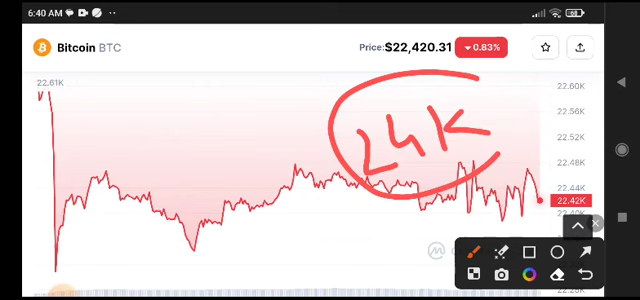 6:40 AM
Bitcoin BTC
Price: $22,420.31 0.83%
22.61K
22.60K
22.56K
22.52K
24K
22.48K
22.44K
22.42K
22.40K